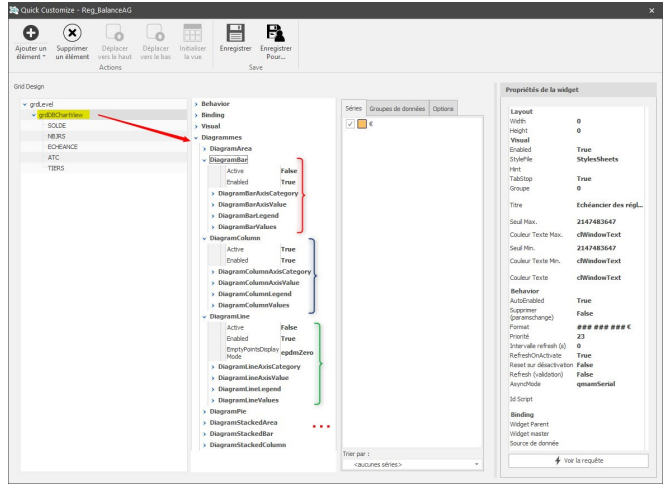 Quick Customize - Reg_BalanceAG
Ajouter un élément
Supprimer un élément
Déplacer vers le haut
Déplacer vers le bas
Initialiser la vue
Enregistrer
Enregistrer Pour...
Actions
Save
Grid Design
grdLevel
grdDBChartView
SOLDE
NBJRS
ECHEANCE
ATC
TIERS
Behavior
Binding
Visual
Diagrammes
DiagramArea
DiagramBar
Active False
Enabled True
DiagramBarAxisCategory
DiagramBarAxisValue
DiagramBarLegend
DiagramBarValues
DiagramColumn
Active True
Enabled True
DiagramColumnAxisCategory
DiagramColumnAxisValue
DiagramColumnLegend
DiagramColumnValues
DiagramLine
Active False
Enabled True
EmptyPointsDisplay Mode epdmZero
DiagramLineAxisCategory
DiagramLineAxisValue
DiagramLineLegend
DiagramLineValues
DiagramPie
DiagramStackedArea
DiagramStackedBar
DiagramStackedColumn
Séries Groupes de données Options
€
Trier par :
<aucunes séries>
Propriétés de la widget
Layout
Width 0
Height 0
Visual
Enabled True
StyleFile StylesSheets
Hint
TabStop True
Groupe 0
Titre Echéancier des régl...
Seuil Max. 2147483647
Couleur Texte Max. clWindowText
Seuil Min. 2147483647
Couleur Texte Min. clWindowText
Couleur Texte clWindowText
Behavior
AutoEnabled True
Supprimer (paramschange) False
Format ### ### ### €
Priorité 23
Intervalle refresh (s) 0
RefreshOnActivate True
Reset sur désactivation False
Refresh (validation) False
AsyncMode qmamSerial
Id Script
Binding
Widget Parent
Widget master
Source de donnée
Voir la requête